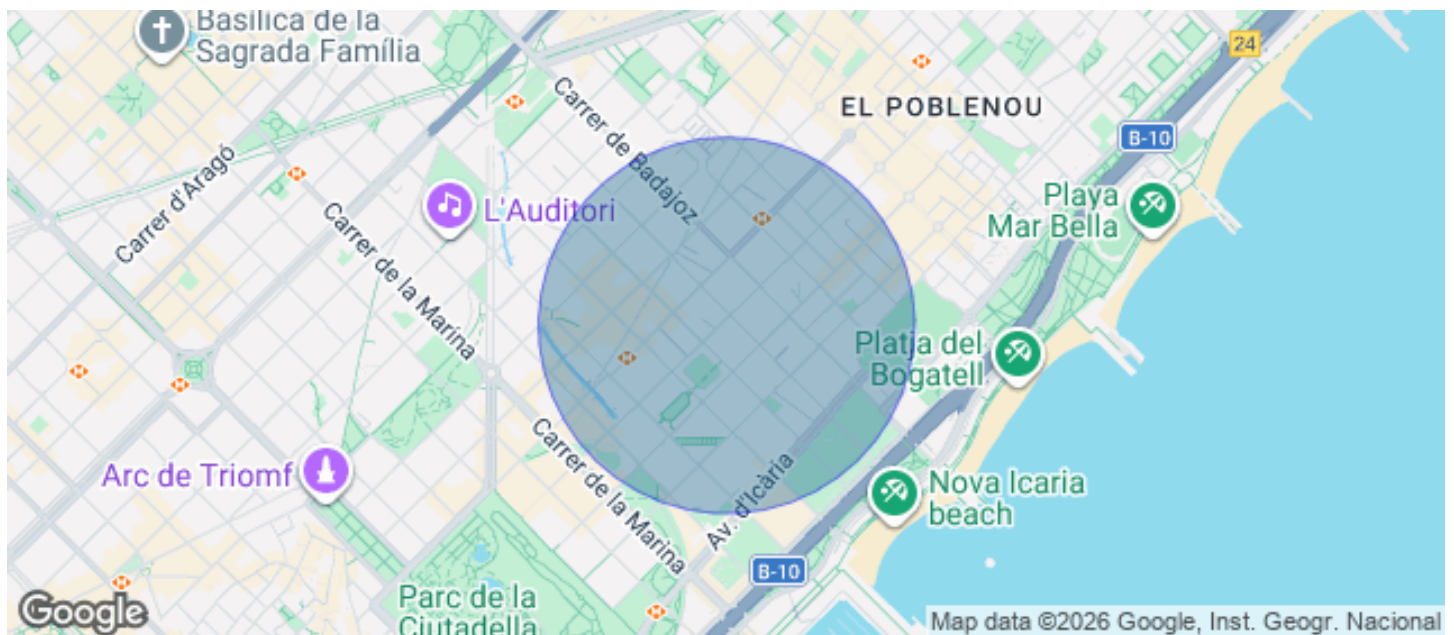 Basílica de la
Sagrada Família
24
Carrer de Badajoz
EL POBLENOU
B-10
Carrer d'Aragó
L'Auditori
Playa
Mar Bella
Carrer de la Marina
Platja del
Bogatell
Arc de Triomf
Carrer de la Marina
Av. d'Icària
Nova Icaria
beach
B-10
Parc de la
Ciutadella
Google
Map data ©2026 Google, Inst. Geogr. Nacional